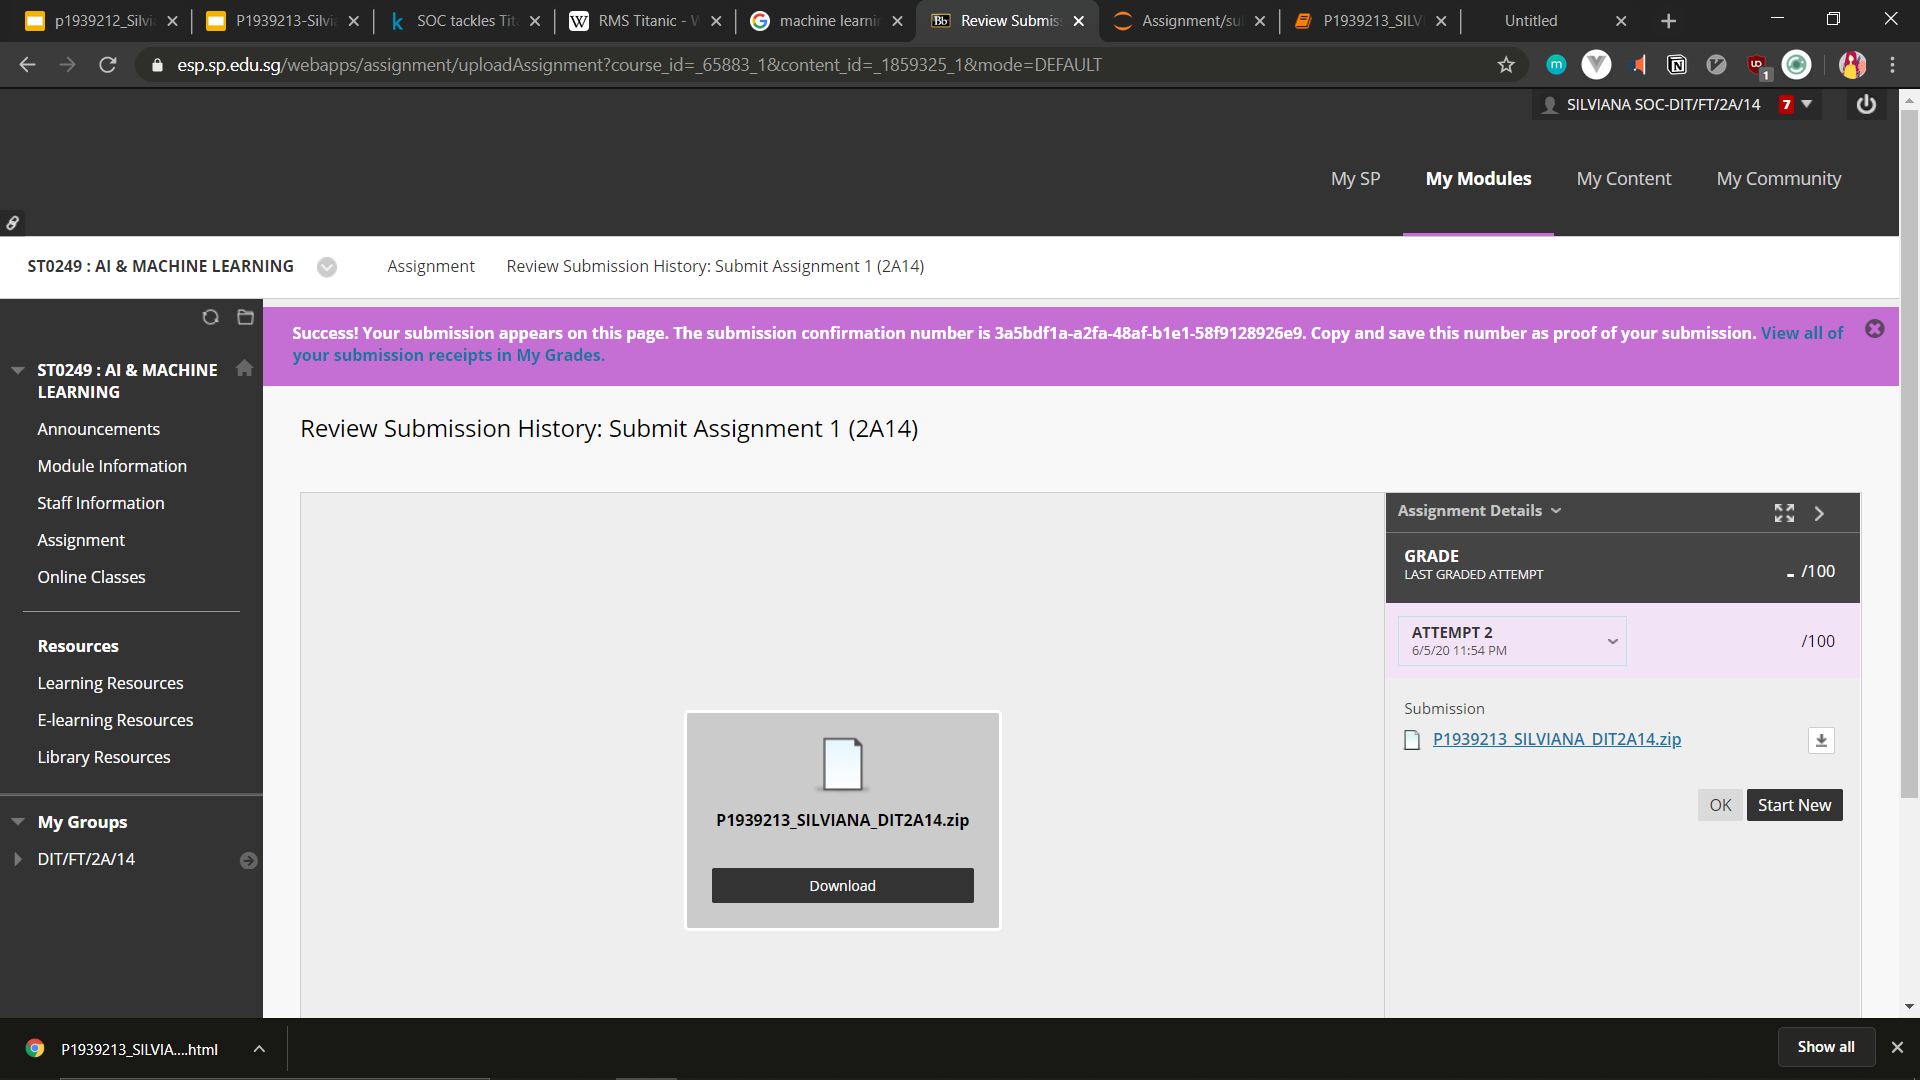 p1939212_Silvi
P1939213-Silvi
SOC tackles Tit
RMS Titanic - W
machine learni
Review Submis
Assignment/su
P1939213_SILV
Untitled
esp.sp.edu.sg/webapps/assignment/uploadAssignment?course_id=_65883_1&content_id=_1859325_1&mode=DEFAULT
SILVIANA SOC-DIT/FT/2A/14 7
My SP
My Modules
My Content
My Community
ST0249 : AI & MACHINE LEARNING
Assignment
Review Submission History: Submit Assignment 1 (2A14)
Success! Your submission appears on this page. The submission confirmation number is 3a5bdf1a-a2fa-48af-b1e1-58f9128926e9. Copy and save this number as proof of your submission. View all of
your submission receipts in My Grades.
ST0249 : AI & MACHINE
LEARNING
Announcements
Module Information
Staff Information
Assignment
Online Classes
Resources
Learning Resources
E-learning Resources
Library Resources
My Groups
DIT/FT/2A/14
Review Submission History: Submit Assignment 1 (2A14)
P1939213_SILVIANA_DIT2A14.zip
Download
Assignment Details
GRADE
LAST GRADED ATTEMPT
- /100
ATTEMPT 2
6/5/20 11:54 PM
/100
Submission
P1939213_SILVIANA_DIT2A14.zip
OK
Start New
P1939213_SILVIA....html
Show all